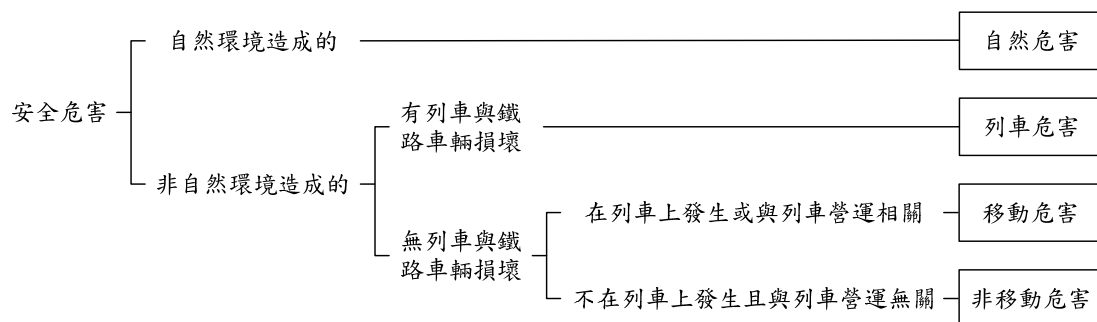 自然環境造成的
自然危害
安全危害
有列車與鐵
路車輛損壞
列車危害
非自然環境造成的
在列車上發生或與列車營運相關
移動危害
無列車與鐵
路車輛損壞
不在列車上發生且與列車營運無關
非移動危害